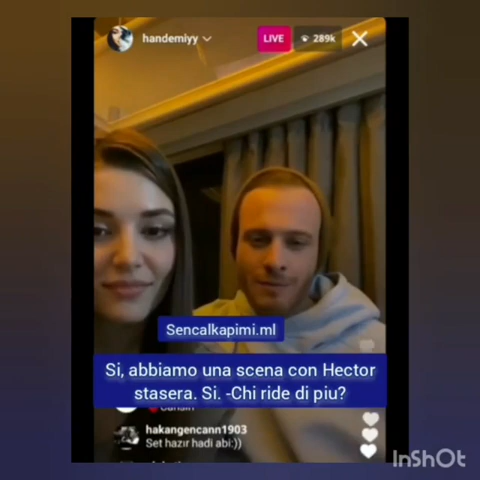 handemiyy
LIVE
289k
Sencalkapimi.ml
Si, abbiamo una scena con Hector
stasera. Si. -Chi ride di piu?
hakangencann1903
Set hazır hadi abi:))
InShOt